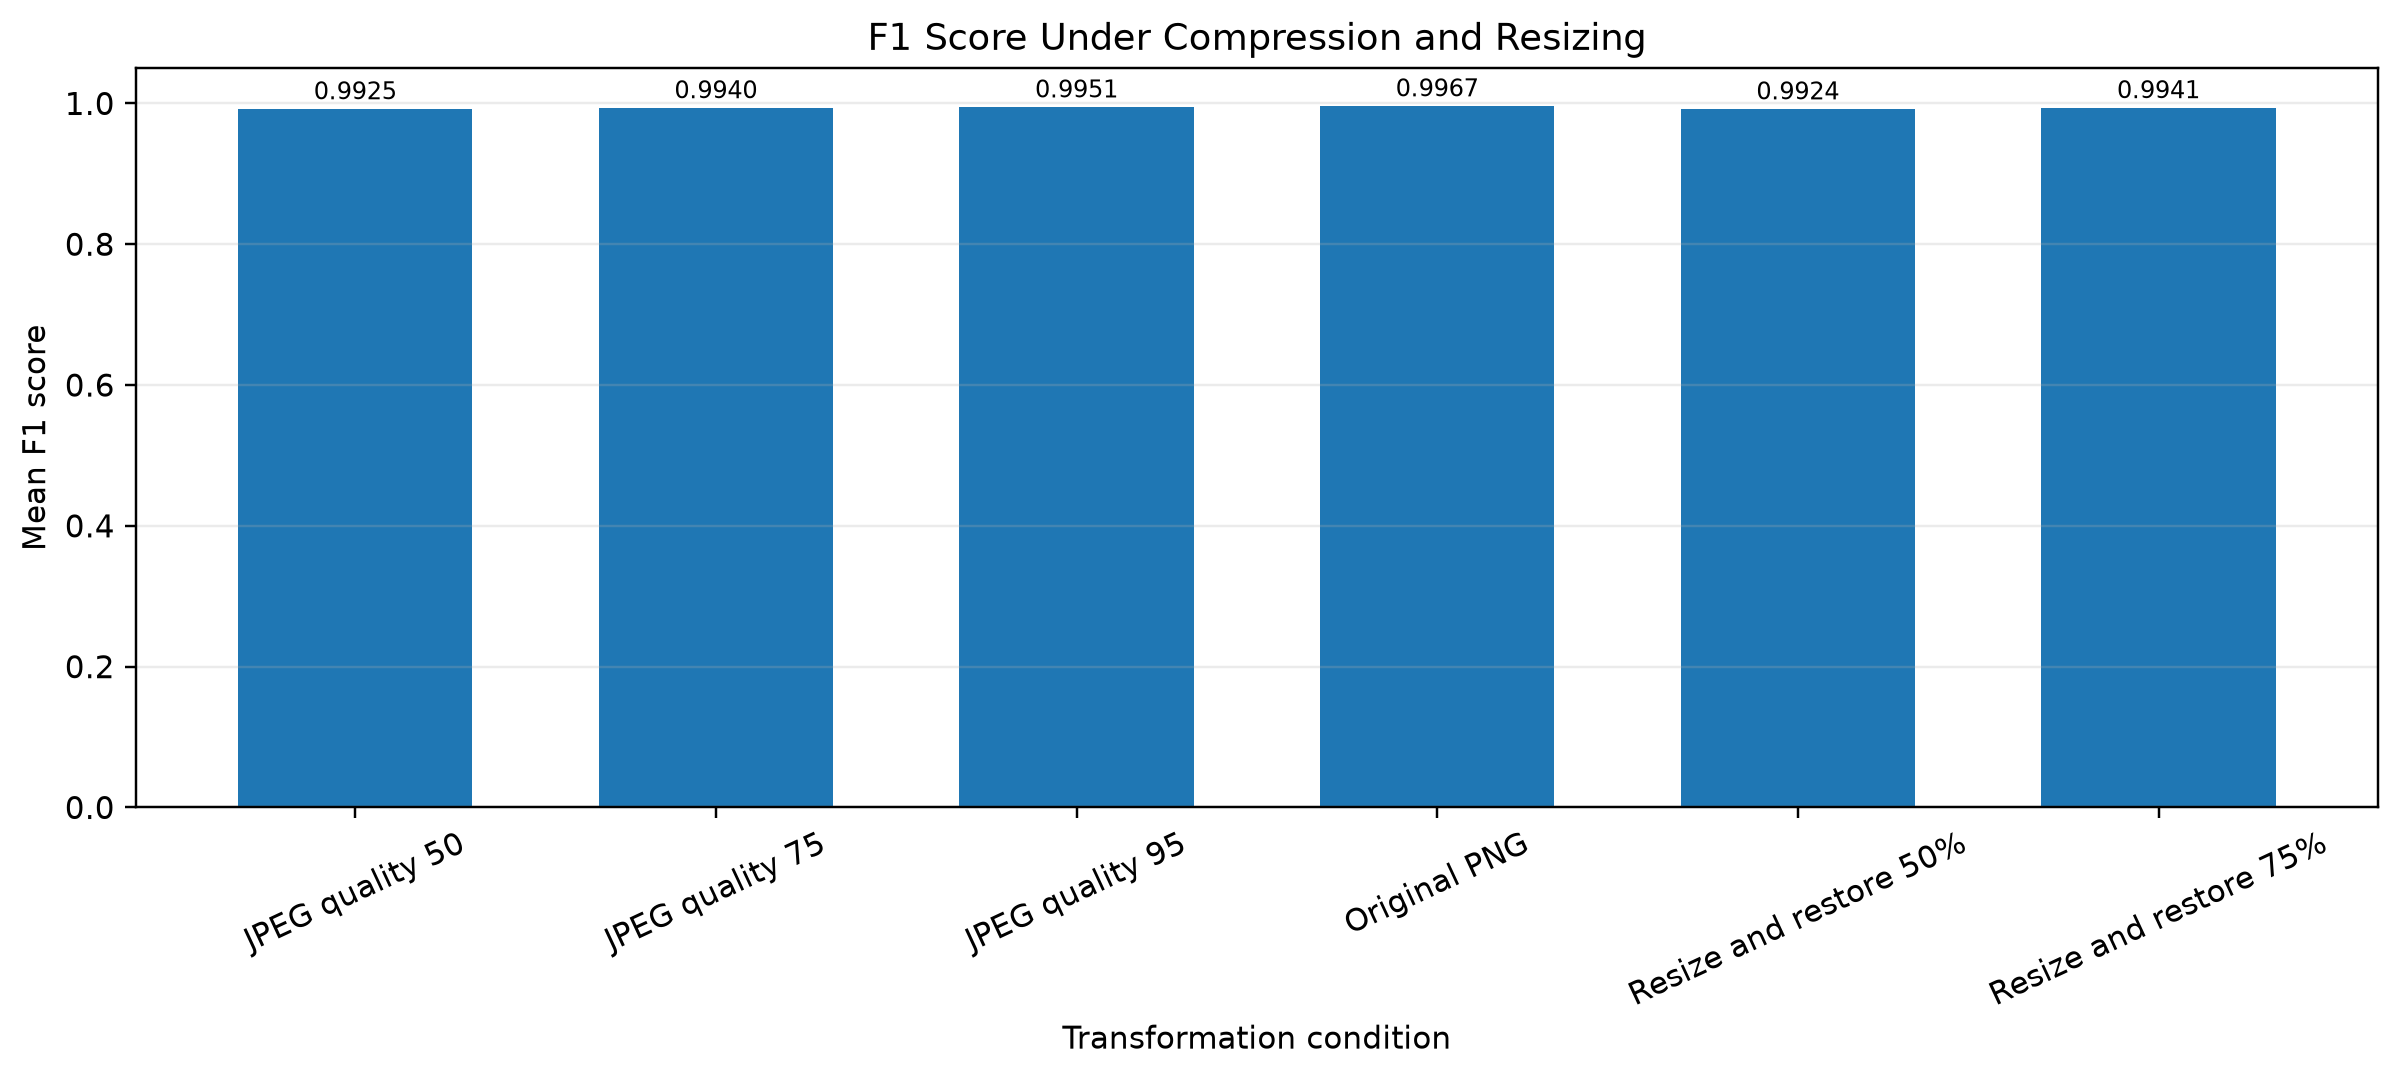 F1 Score Under Compression and Resizing
0.9925 0.9940 0.9951 0.9967 0.9924 0.9941
1.0
0.8
0.6
0.4
0.2
0.0
Mean F1 score
JPEG quality 50
JPEG quality 75
JPEG quality 95
Original PNG
Resize and restore 50%
Resize and restore 75%
Transformation condition